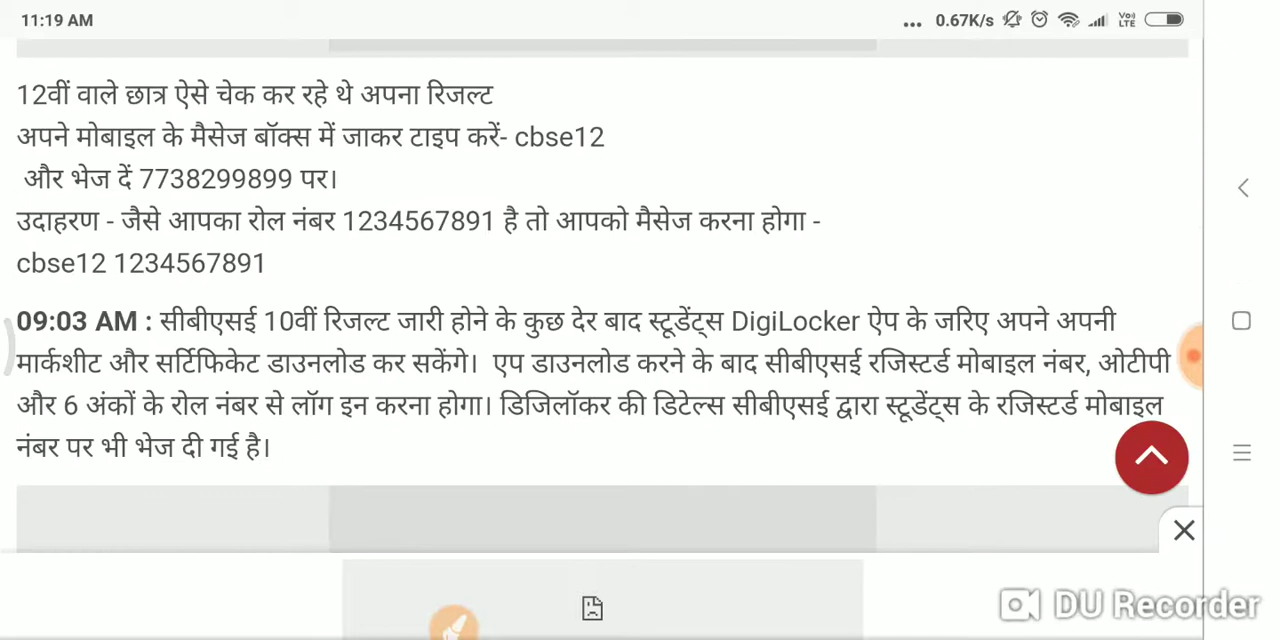 11:19 AM
... 0.67K/s Vo)) LTE
12वीं वाले छात्र ऐसे चेक कर रहे थे अपना रिजल्ट
अपने मोबाइल के मैसेज बॉक्स में जाकर टाइप करें- cbse12
और भेज दें 7738299899 पर।
उदाहरण - जैसे आपका रोल नंबर 1234567891 है तो आपको मैसेज करना होगा -
cbse12 1234567891
09:03 AM : सीबीएसई 10वीं रिजल्ट जारी होने के कुछ देर बाद स्टूडेंट्स DigiLocker ऐप के जरिए अपने अपनी
मार्कशीट और सर्टिफिकेट डाउनलोड कर सकेंगे। एप डाउनलोड करने के बाद सीबीएसई रजिस्टर्ड मोबाइल नंबर, ओटीपी
और 6 अंकों के रोल नंबर से लॉग इन करना होगा। डिजिलॉकर की डिटेल्स सीबीएसई द्वारा स्टूडेंट्स के रजिस्टर्ड मोबाइल
नंबर पर भी भेज दी गई है।
DU Recorder